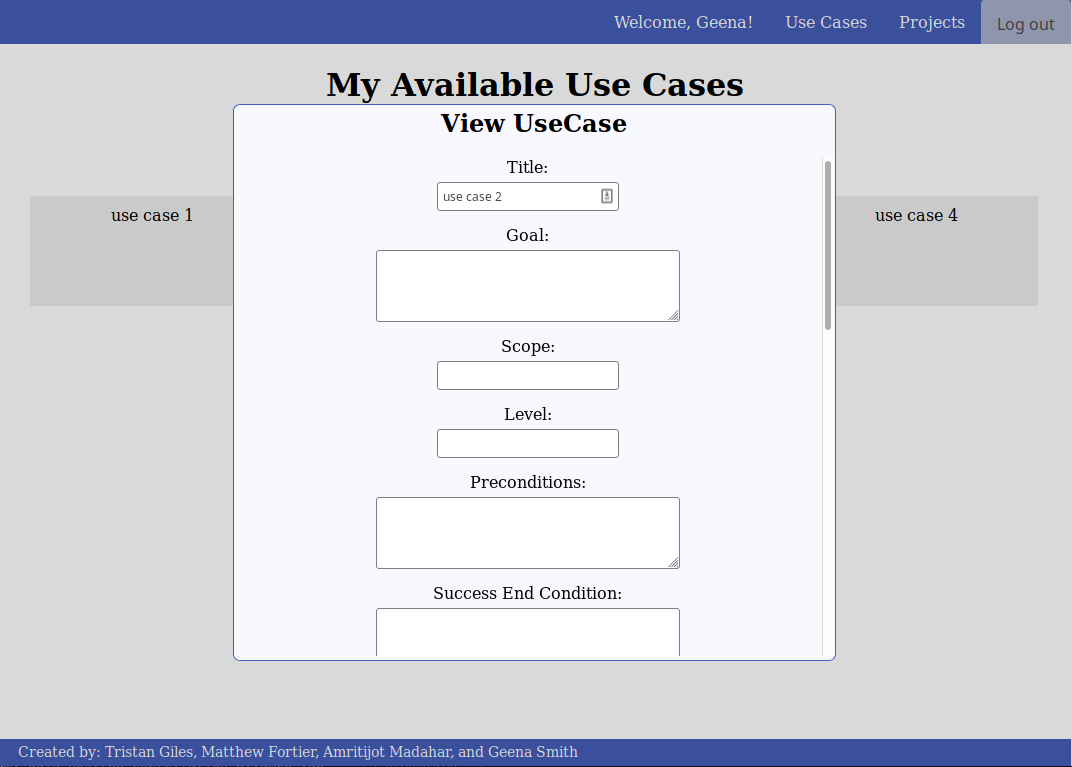 Welcome, Geena! Use Cases Projects Log out
My Available Use Cases
View UseCase
Title:
use case 2
use case 1
use case 4
Goal:
Scope:
Level:
Preconditions:
Success End Condition:
Created by: Tristan Giles, Matthew Fortier, Amritijot Madahar, and Geena Smith